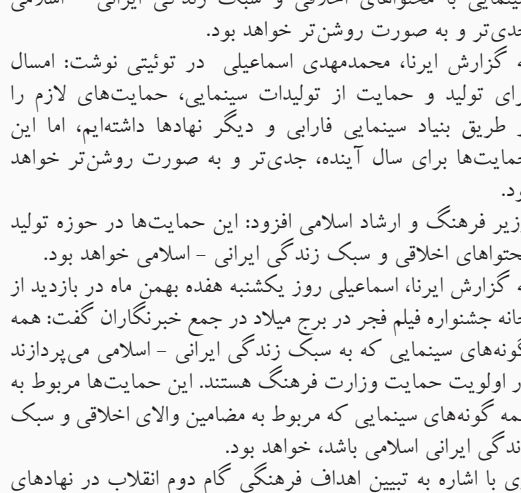 سینمایی با محتواهای اخلاقی و سبک زندگی ایرانی - اسلامی
جدی‌تر و به صورت روشن‌تر خواهد بود.
به گزارش ایرنا، محمدمهدی اسماعیلی در توئیتی نوشت: امسال
برای تولید و حمایت از تولیدات سینمایی، حمایت‌های لازم را
از طریق بنیاد سینمایی فارابی و دیگر نهادها داشته‌ایم، اما این
حمایت‌ها برای سال آینده، جدی‌تر و به صورت روشن‌تر خواهد
بود.
وزیر فرهنگ و ارشاد اسلامی افزود: این حمایت‌ها در حوزه تولید
محتواهای اخلاقی و سبک زندگی ایرانی - اسلامی خواهد بود.
به گزارش ایرنا، اسماعیلی روز یکشنبه هفده بهمن ماه در بازدید از
خانه جشنواره فیلم فجر در برج میلاد در جمع خبرنگاران گفت: همه
گونه‌های سینمایی که به سبک زندگی ایرانی - اسلامی می‌پردازند
در اولویت حمایت وزارت فرهنگ هستند. این حمایت‌ها مربوط به
همه گونه‌های سینمایی که مربوط به مضامین والای اخلاقی و سبک
زندگی ایرانی اسلامی باشد، خواهد بود.
وی با اشاره به تبیین اهداف فرهنگی گام دوم انقلاب در نهادهای